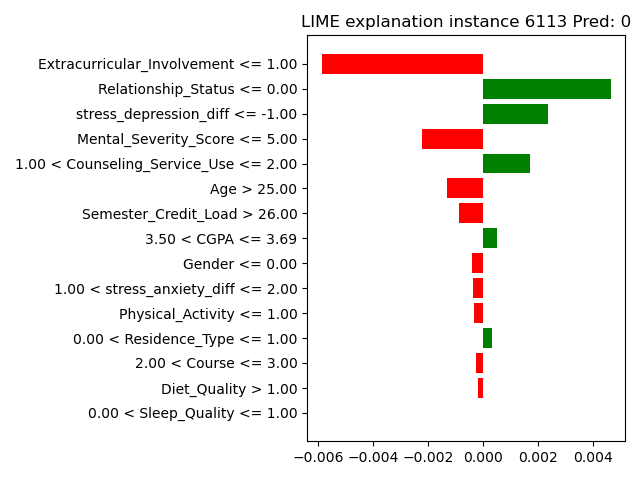 LIME explanation instance 6113 Pred: 0
Extracurricular_Involvement <= 1.00
Relationship_Status <= 0.00
stress_depression_diff <= -1.00
Mental_Severity_Score <= 5.00
1.00 < Counseling_Service_Use <= 2.00
Age > 25.00
Semester_Credit_Load > 26.00
3.50 < CGPA <= 3.69
Gender <= 0.00
1.00 < stress_anxiety_diff <= 2.00
Physical_Activity <= 1.00
0.00 < Residence_Type <= 1.00
2.00 < Course <= 3.00
Diet_Quality > 1.00
0.00 < Sleep_Quality <= 1.00
−0.006 −0.004 −0.002 0.000 0.002 0.004